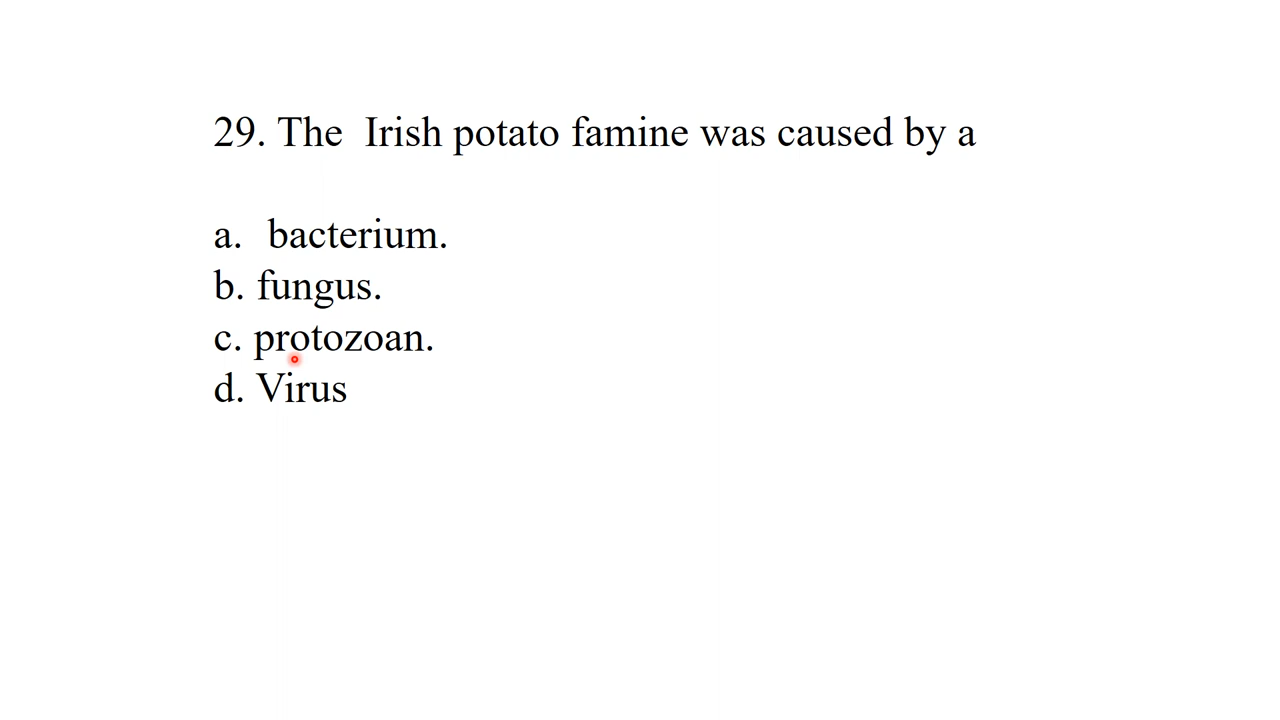 29. The  Irish potato famine was caused by a
a.  bacterium.
b. fungus.
c. protozoan.
d. Virus